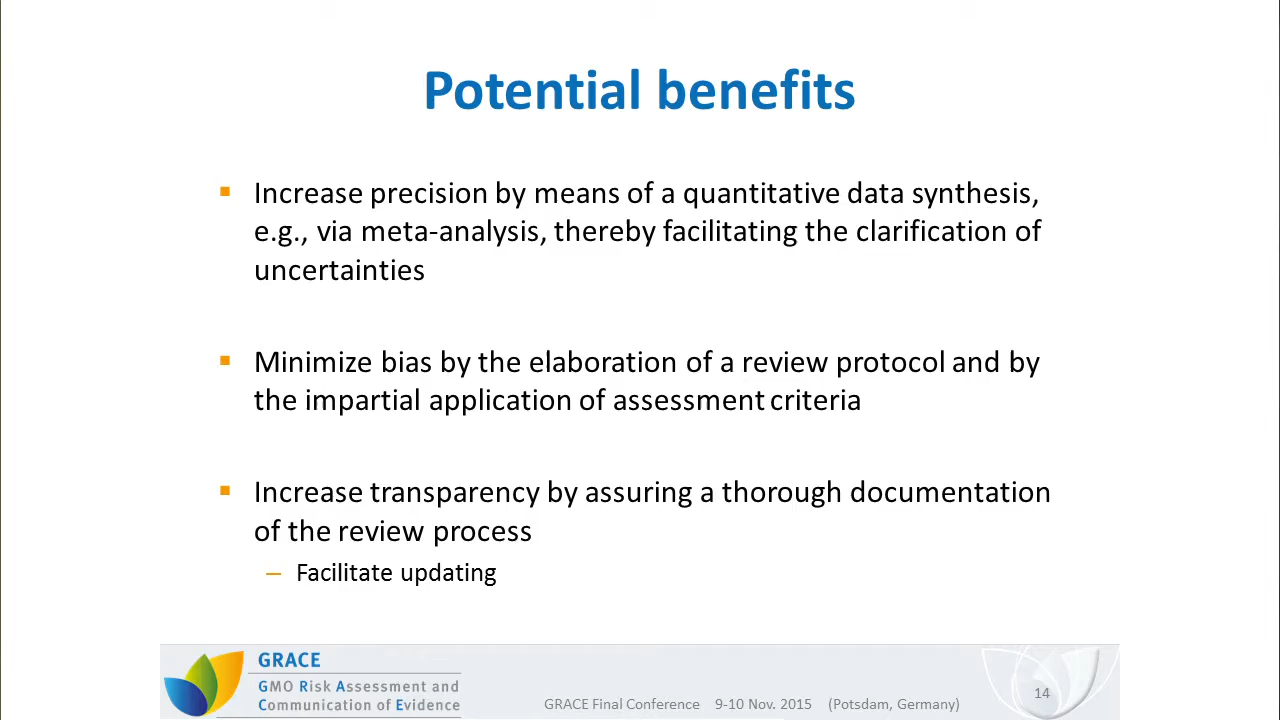 Potential benefits
Increase precision by means of a quantitative data synthesis,
e.g., via meta-analysis, thereby facilitating the clarification of
uncertainties
Minimize bias by the elaboration of a review protocol and by
the impartial application of assessment criteria
Increase transparency by assuring a thorough documentation
of the review process
– Facilitate updating
GRACE
GMO Risk Assessment and
Communication of Evidence
GRACE Final Conference 9-10 Nov. 2015 (Potsdam, Germany)
14